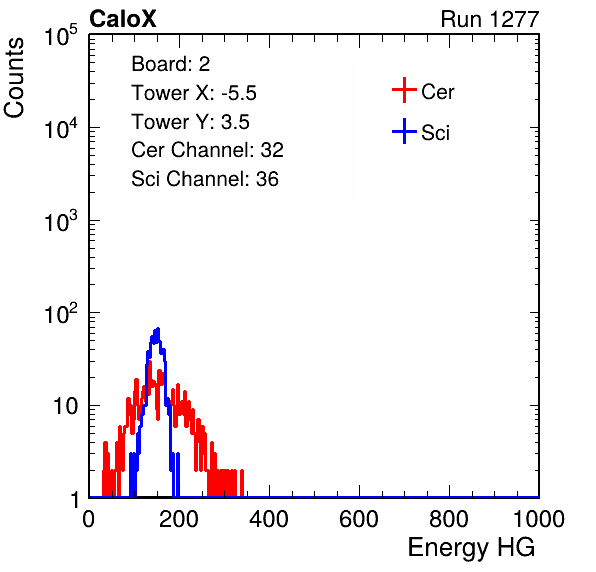 CaloX Run 1277
Counts
Board: 2
Tower X: -5.5
Tower Y: 3.5
Cer Channel: 32
Sci Channel: 36
Cer
Sci
10^5
10^4
10^3
10^2
10
1
0 200 400 600 800 1000
Energy HG